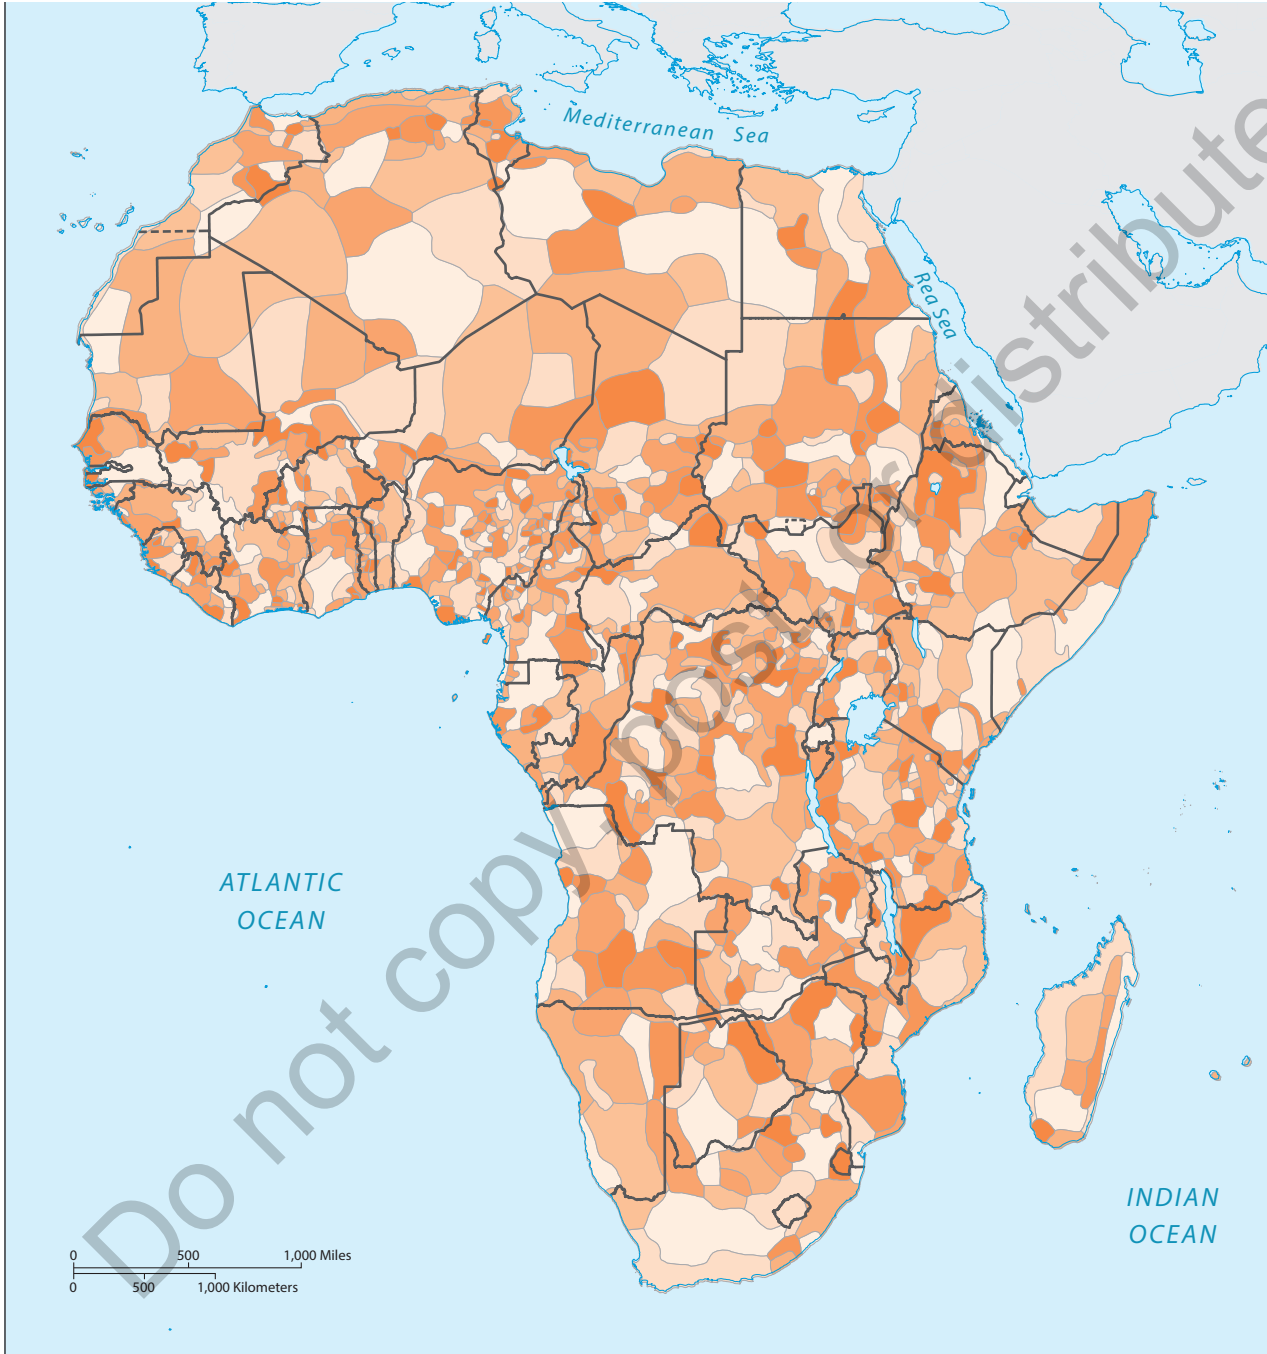 Mediterranean Sea
Rea Sea
ATLANTIC
OCEAN
INDIAN
OCEAN
0 500 1,000 Miles
0 500 1,000 Kilometers
Do not copy, post, or distribute